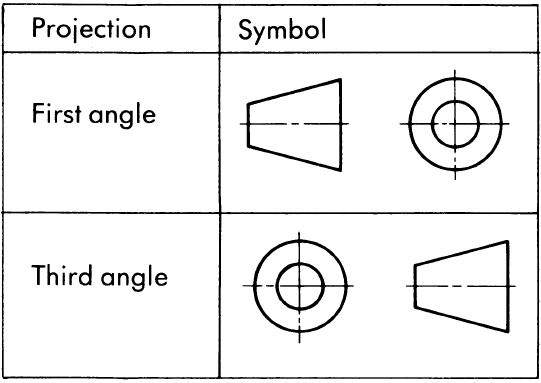 Projection
Symbol
First angle
Third angle